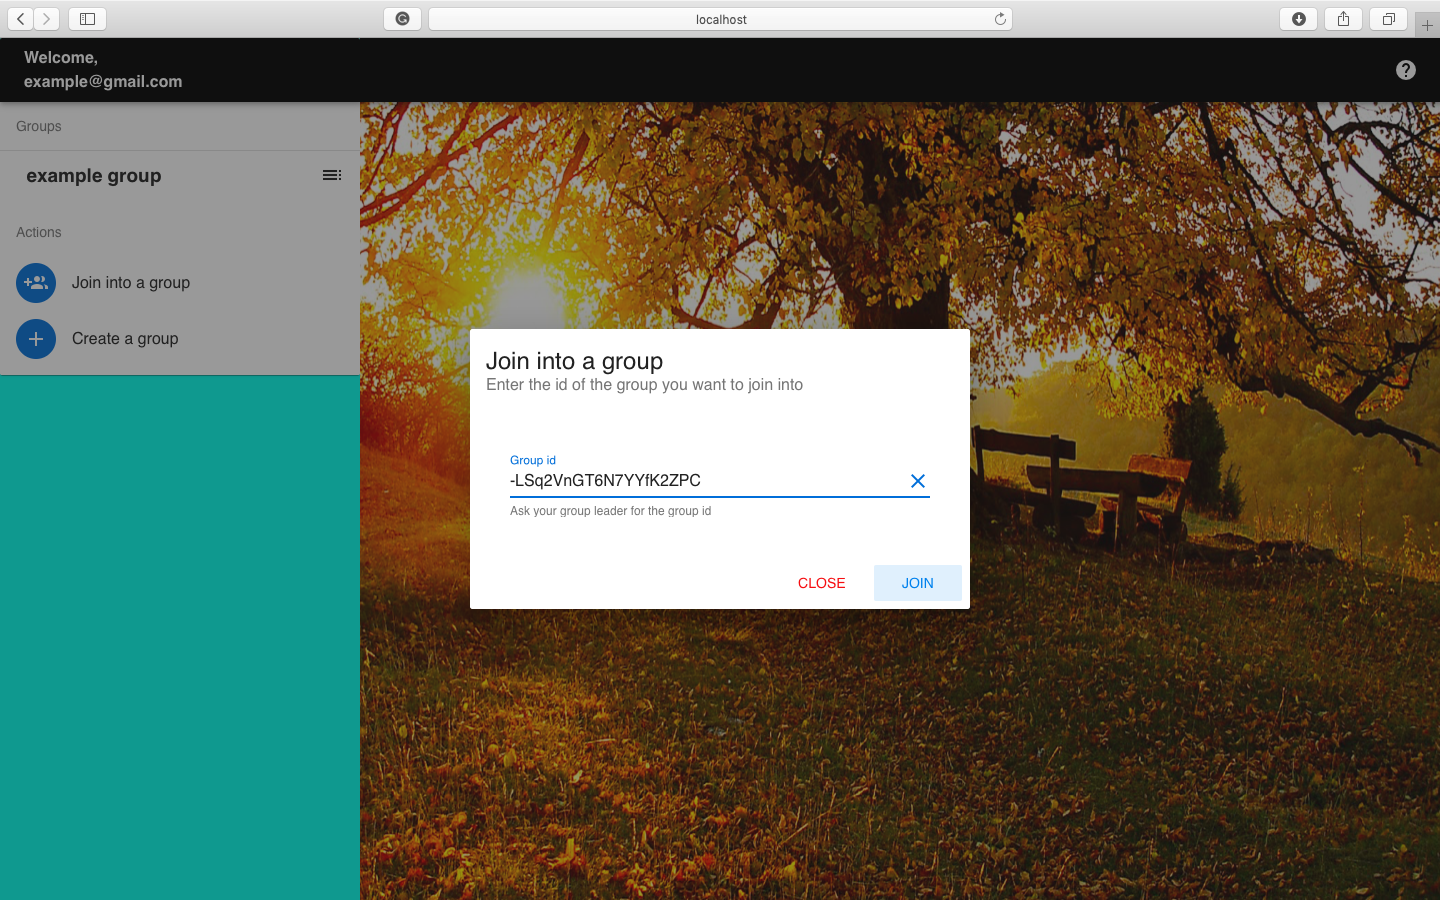 localhost
Welcome,
example@gmail.com
Groups
example group
Actions
Join into a group
Create a group
Join into a group
Enter the id of the group you want to join into
Group id
-LSq2VnGT6N7YYfK2ZPC
Ask your group leader for the group id
CLOSE JOIN